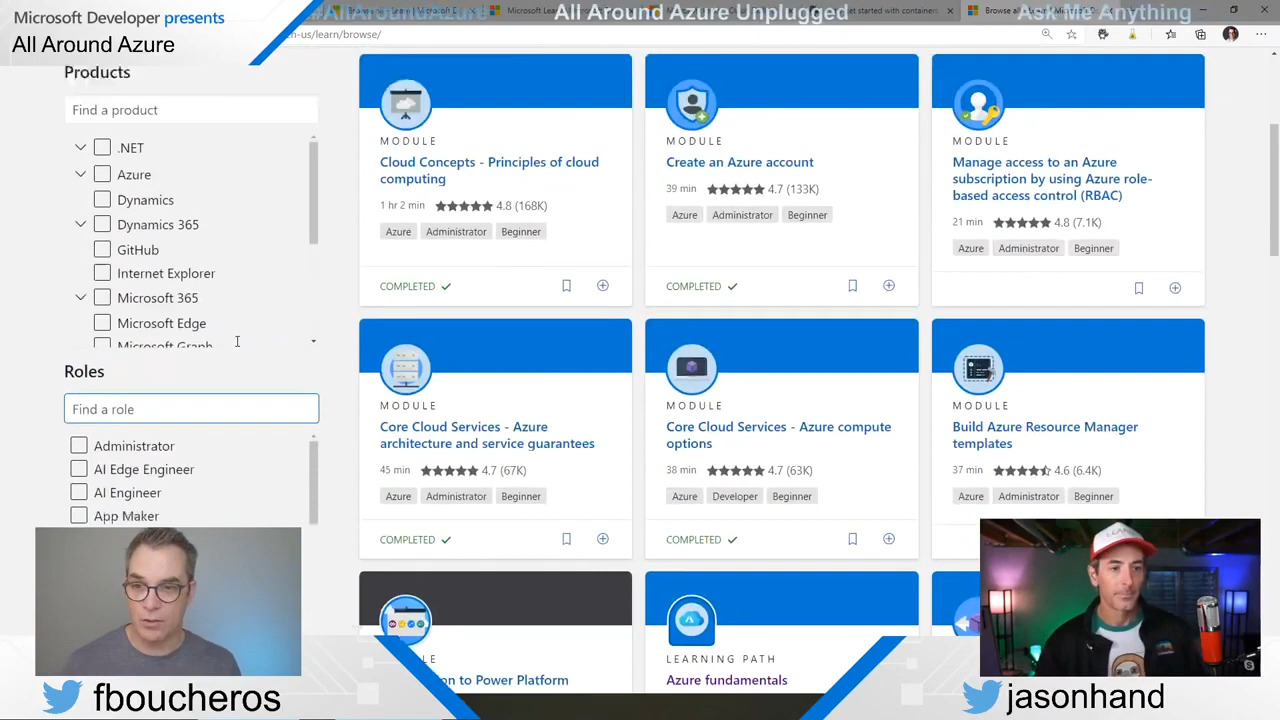 Microsoft Developer presents
All Around Azure
#AllAroundAzure
All Around Azure Unplugged
Ask Me Anything
n-us/learn/browse/
Products
Find a product
.NET
Azure
Dynamics
Dynamics 365
GitHub
Internet Explorer
Microsoft 365
Microsoft Edge
Microsoft Graph
Roles
Find a role
Administrator
AI Edge Engineer
AI Engineer
App Maker
MODULE
Cloud Concepts - Principles of cloud
computing
1 hr 2 min 4.8 (168K)
Azure Administrator Beginner
COMPLETED
MODULE
Create an Azure account
39 min 4.7 (133K)
Azure Administrator Beginner
COMPLETED
MODULE
Manage access to an Azure
subscription by using Azure role-
based access control (RBAC)
21 min 4.8 (7.1K)
Azure Administrator Beginner
MODULE
Core Cloud Services - Azure
architecture and service guarantees
45 min 4.7 (67K)
Azure Administrator Beginner
COMPLETED
MODULE
Core Cloud Services - Azure compute
options
38 min 4.7 (63K)
Azure Developer Beginner
COMPLETED
MODULE
Build Azure Resource Manager
templates
37 min 4.6 (6.4K)
Azure Administrator Beginner
LE
on to Power Platform
LEARNING PATH
Azure fundamentals
fboucheros
jasonhand